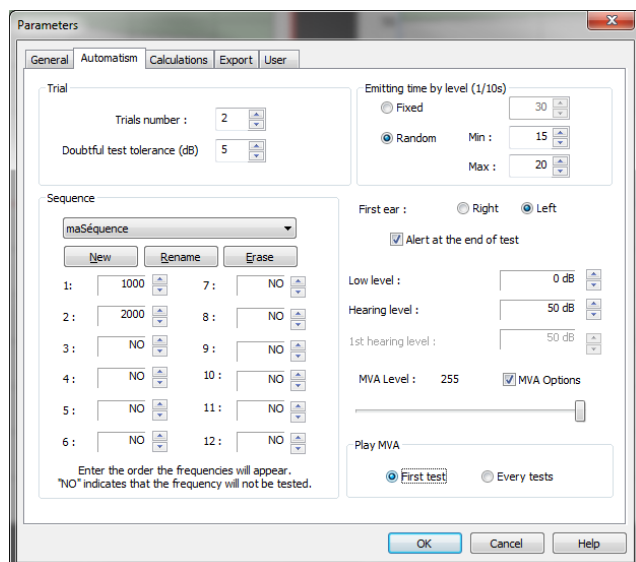 Parameters
General Automatism Calculations Export User
Trial
Trials number : 2
Doubtful test tolerance (dB) 5
Emitting time by level (1/10s)
Fixed 30
Random Min : 15
Max : 20
Sequence
maSéquence
New Rename Erase
1: 1000 7 : NO
2 : 2000 8 : NO
3 : NO 9 : NO
4 : NO 10 : NO
5 : NO 11 : NO
6 : NO 12 : NO
Enter the order the frequencies will appear.
"NO" indicates that the frequency will not be tested.
First ear : Right Left
Alert at the end of test
Low level : 0 dB
Hearing level : 50 dB
1st hearing level : 50 dB
MVA Level : 255 MVA Options
Play MVA
First test Every tests
OK Cancel Help